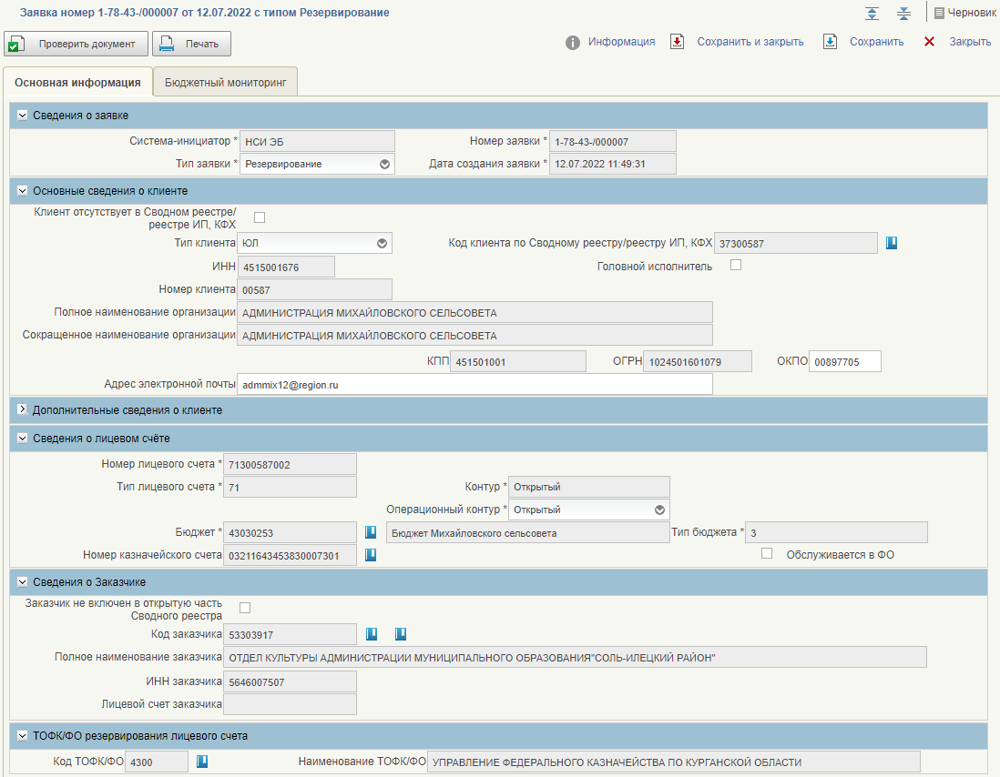 Заявка номер 1-78-43-/000007 от 12.07.2022 с типом Резервирование
Черновик
Проверить документ Печать Информация Сохранить и закрыть Сохранить Закрыть
Основная информация Бюджетный мониторинг
Сведения о заявке
Система-инициатор * НСИ ЭБ Номер заявки * 1-78-43-/000007
Тип заявки * Резервирование Дата создания заявки * 12.07.2022 11:49:31
Основные сведения о клиенте
Клиент отсутствует в Сводном реестре/
реестре ИП, КФХ
Тип клиента ЮЛ Код клиента по Сводному реестру/реестру ИП, КФХ 37300587
ИНН 4515001676 Головной исполнитель
Номер клиента 00587
Полное наименование организации АДМИНИСТРАЦИЯ МИХАЙЛОВСКОГО СЕЛЬСОВЕТА
Сокращенное наименование организации АДМИНИСТРАЦИЯ МИХАЙЛОВСКОГО СЕЛЬСОВЕТА
КПП 451501001 ОГРН 1024501601079 ОКПО 00897705
Адрес электронной почты admmix12@region.ru
Дополнительные сведения о клиенте
Сведения о лицевом счёте
Номер лицевого счета * 71300587002
Тип лицевого счета * 71 Контур * Открытый
Операционный контур * Открытый
Бюджет * 43030253 Бюджет Михайловского сельсовета Тип бюджета * 3
Номер казначейского счета 03211643453830007301 Обслуживается в ФО
Сведения о Заказчике
Заказчик не включен в открытую часть
Сводного реестра
Код заказчика 53303917
Полное наименование заказчика ОТДЕЛ КУЛЬТУРЫ АДМИНИСТРАЦИИ МУНИЦИПАЛЬНОГО ОБРАЗОВАНИЯ"СОЛЬ-ИЛЕЦКИЙ РАЙОН"
ИНН заказчика 5646007507
Лицевой счет заказчика
ТОФК/ФО резервирования лицевого счета
Код ТОФК/ФО 4300 Наименование ТОФК/ФО УПРАВЛЕНИЕ ФЕДЕРАЛЬНОГО КАЗНАЧЕЙСТВА ПО КУРГАНСКОЙ ОБЛАСТИ